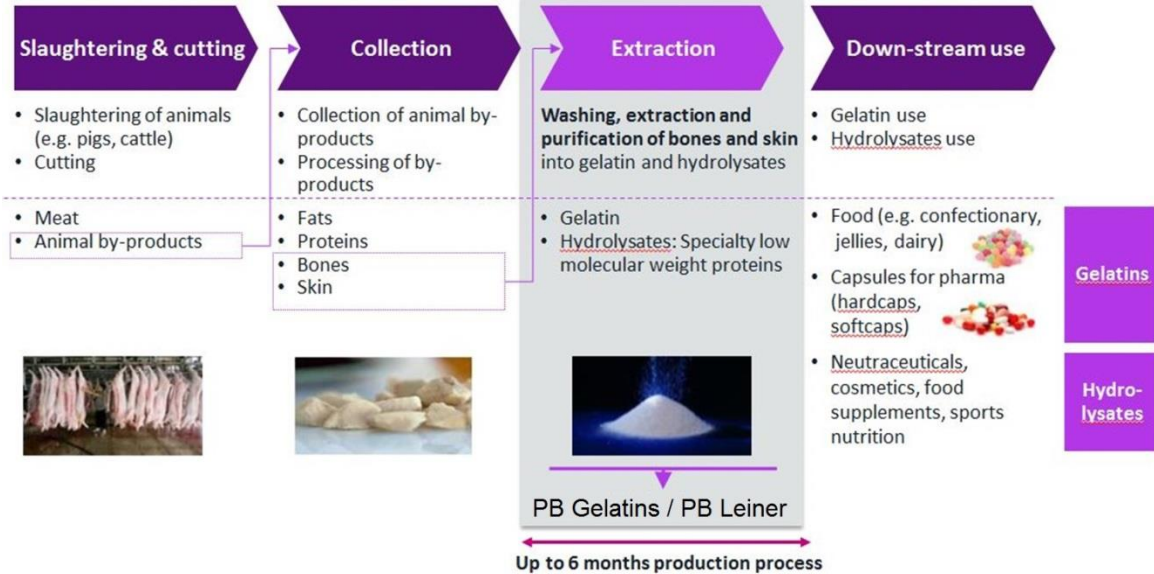 Slaughtering & cutting
• Slaughtering of animals
(e.g. pigs, cattle)
• Cutting
• Meat
• Animal by-products
Collection
• Collection of animal by-
products
• Processing of by-
products
• Fats
• Proteins
• Bones
• Skin
Extraction
Washing, extraction and
purification of bones and skin
into gelatin and hydrolysates
• Gelatin
• Hydrolysates: Specialty low
molecular weight proteins
PB Gelatins / PB Leiner
Up to 6 months production process
Down-stream use
• Gelatin use
• Hydrolysates use
• Food (e.g. confectionary,
jellies, dairy)
• Capsules for pharma
(hardcaps,
softcaps)
• Neutraceuticals,
cosmetics, food
supplements, sports
nutrition
Gelatins
Hydro-
lysates